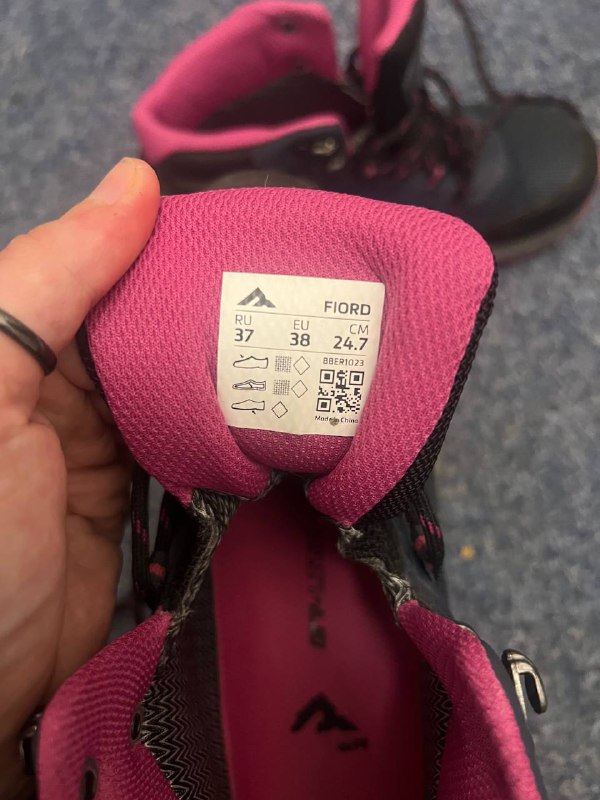 FIORD
RU EU CM
37 38 24.7
BBER1023
Made in China